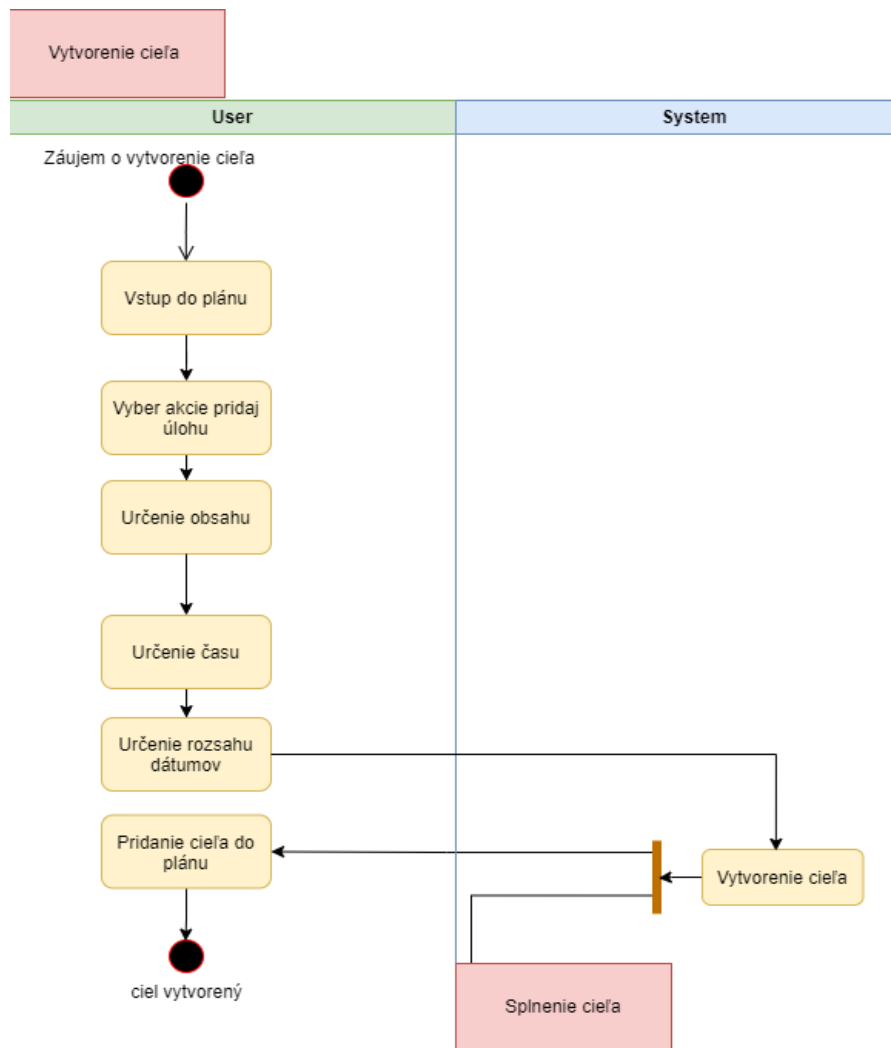 Vytvorenie cieľa
User
System
Záujem o vytvorenie cieľa
Vstup do plánu
Vyber akcie pridaj
úlohu
Určenie obsahu
Určenie času
Určenie rozsahu
dátumov
Pridanie cieľa do
plánu
Vytvorenie cieľa
ciel vytvorený
Splnenie cieľa